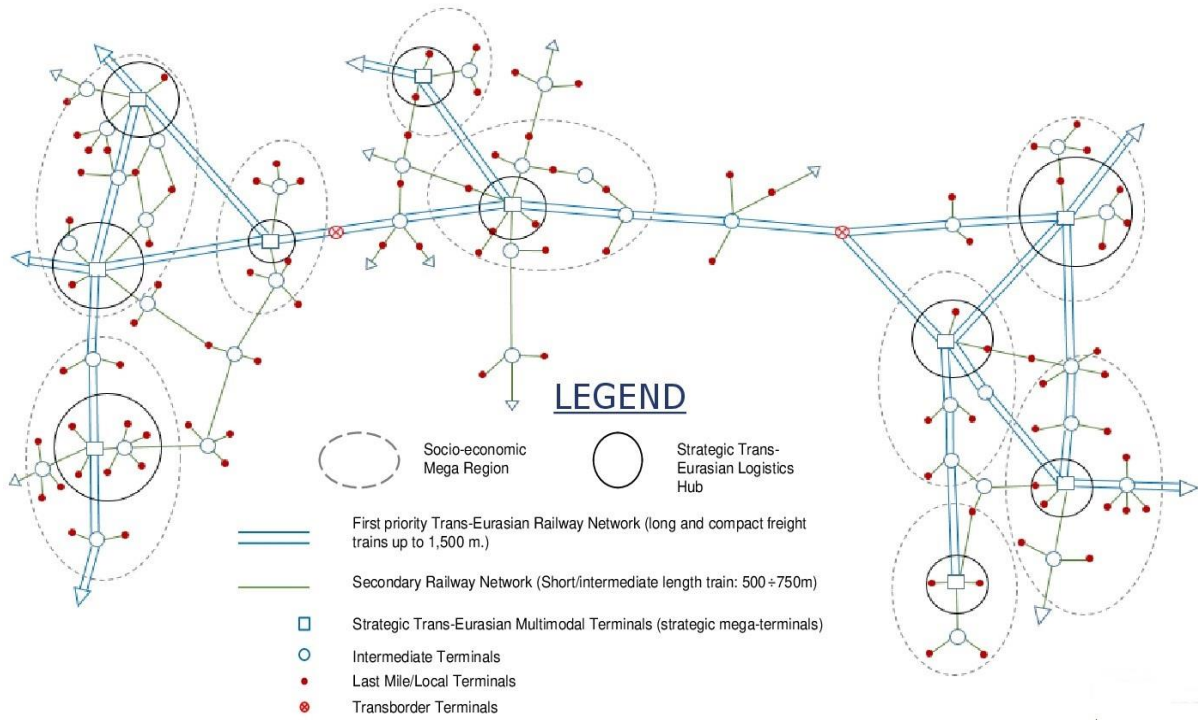 LEGEND
Socio-economic
Mega Region
Strategic Trans-
Eurasian Logistics
Hub
First priority Trans-Eurasian Railway Network (long and compact freight
trains up to 1,500 m.)
Secondary Railway Network (Short/intermediate length train: 500÷750m)
Strategic Trans-Eurasian Multimodal Terminals (strategic mega-terminals)
Intermediate Terminals
Last Mile/Local Terminals
Transborder Terminals